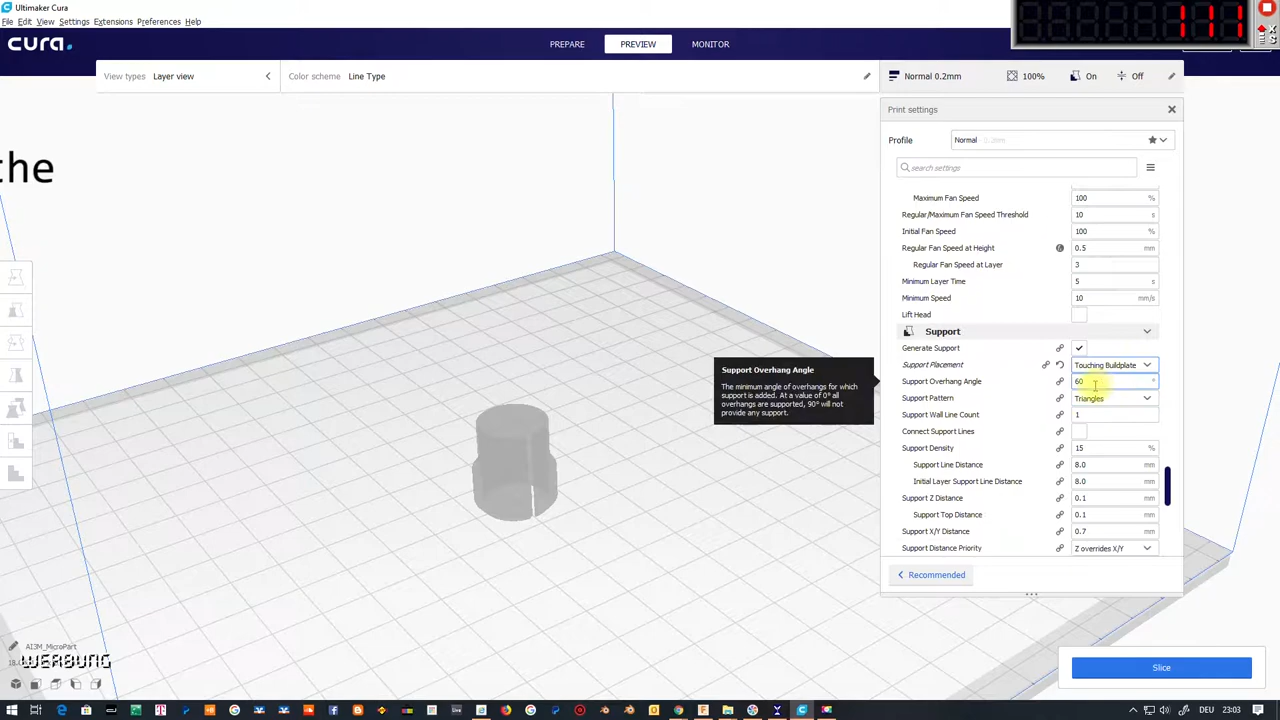 Ultimaker Cura
File Edit View Settings Extensions Preferences Help
111
cura.
PREPARE PREVIEW MONITOR
View types Layer view Color scheme Line Type
Normal 0.2mm 100% On Off
Print settings
the
Profile Normal 0.2mm
search settings
Maximum Fan Speed 100 %
Regular/Maximum Fan Speed Threshold 10 s
Initial Fan Speed 100 %
Regular Fan Speed at Height 0.5 mm
Regular Fan Speed at Layer 3
Minimum Layer Time 5 s
Minimum Speed 10 mm/s
Lift Head
Support
Generate Support
Support Placement Touching Buildplate
Support Overhang Angle 60 °
Support Pattern Triangles
Support Wall Line Count 1
Connect Support Lines
Support Density 15 %
Support Line Distance 8.0 mm
Initial Layer Support Line Distance 8.0 mm
Support Z Distance 0.1 mm
Support Top Distance 0.1 mm
Support X/Y Distance 0.7 mm
Support Distance Priority Z overrides X/Y
Support Overhang Angle
The minimum angle of overhangs for which
support is added. At a value of 0° all
overhangs are supported, 90° will not
provide any support.
Recommended
AI3M_MicroPart
WERBUNG
Slice
DEU 23:03